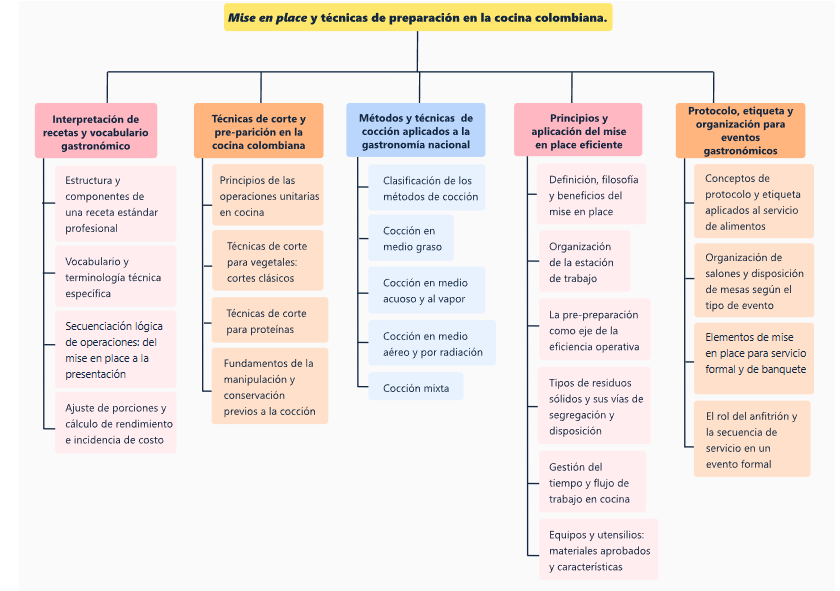 Mise en place y técnicas de preparación en la cocina colombiana.
Interpretación de
recetas y vocabulario
gastronómico
Estructura y
componentes de
una receta estándar
profesional
Vocabulario y
terminología técnica
específica
Secuenciación lógica
de operaciones: del
mise en place a la
presentación
Ajuste de porciones y
cálculo de rendimiento
e incidencia de costo
Técnicas de corte y
pre-parición en la
cocina colombiana
Principios de las
operaciones unitarias
en cocina
Técnicas de corte
para vegetales:
cortes clásicos
Técnicas de corte
para proteínas
Fundamentos de la
manipulación y
conservación
previos a la cocción
Métodos y técnicas de
cocción aplicados a la
gastronomía nacional
Clasificación de los
métodos de cocción
Cocción en
medio graso
Cocción en medio
acuoso y al vapor
Cocción en medio
aéreo y por radiación
Cocción mixta
Principios y
aplicación del mise
en place eficiente
Definición, filosofía
y beneficios del
mise en place
Organización
de la estación
de trabajo
La pre-preparación
como eje de la
eficiencia operativa
Tipos de residuos
sólidos y sus vías de
segregación y
disposición
Gestión del
tiempo y flujo de
trabajo en cocina
Equipos y utensilios:
materiales aprobados
y características
Protocolo, etiqueta y
organización para
eventos
gastronómicos
Conceptos de
protocolo y etiqueta
aplicados al servicio
de alimentos
Organización de
salones y disposición
de mesas según el
tipo de evento
Elementos de mise
en place para servicio
formal y de banquete
El rol del anfitrión y
la secuencia de
servicio en un
evento formal